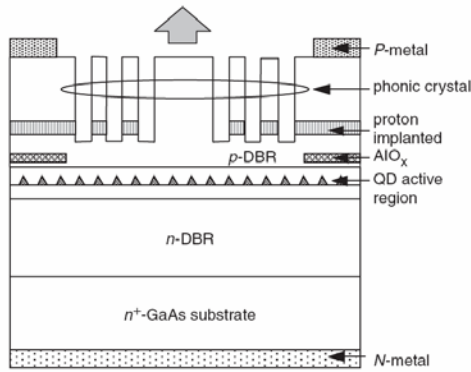 P-metal
phonic crystal
proton
implanted
p-DBR
AlOx
QD active
region
n-DBR
n+-GaAs substrate
N-metal